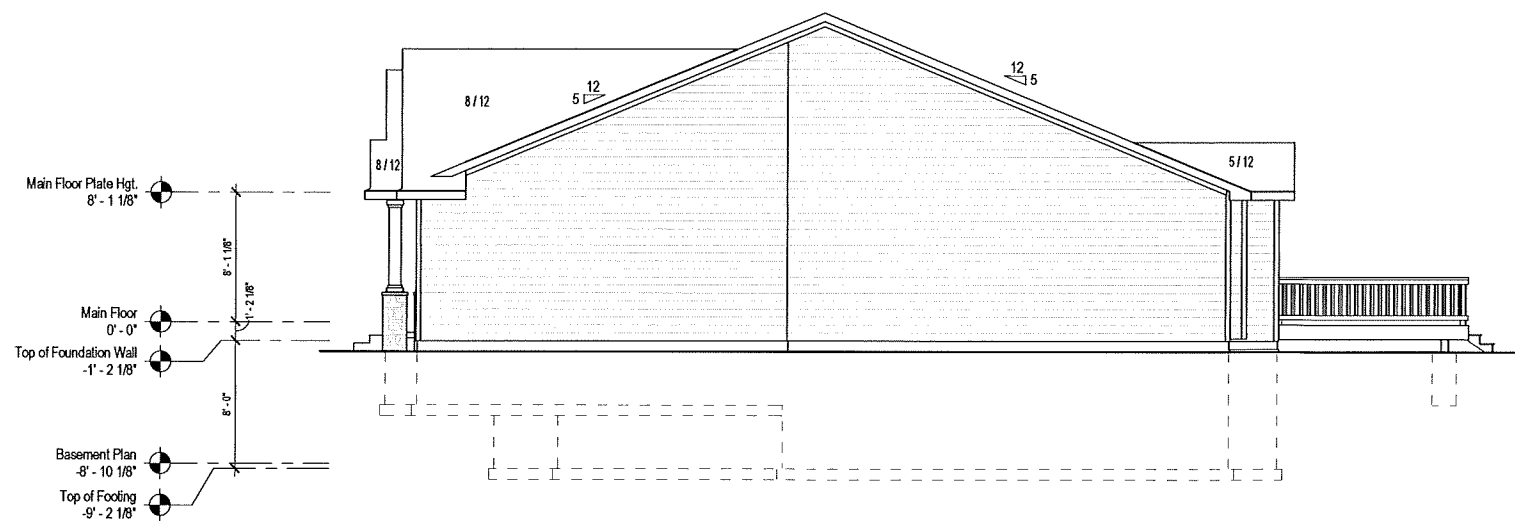 12
5
12
5
8 / 12
8 / 12
5 / 12
Main Floor Plate Hgt.
8' - 1 1/8"
8' - 1 1/8"
1' - 2 1/8"
Main Floor
0' - 0"
Top of Foundation Wall
-1' - 2 1/8"
8' - 0"
Basement Plan
-8' - 10 1/8"
Top of Footing
-9' - 2 1/8"